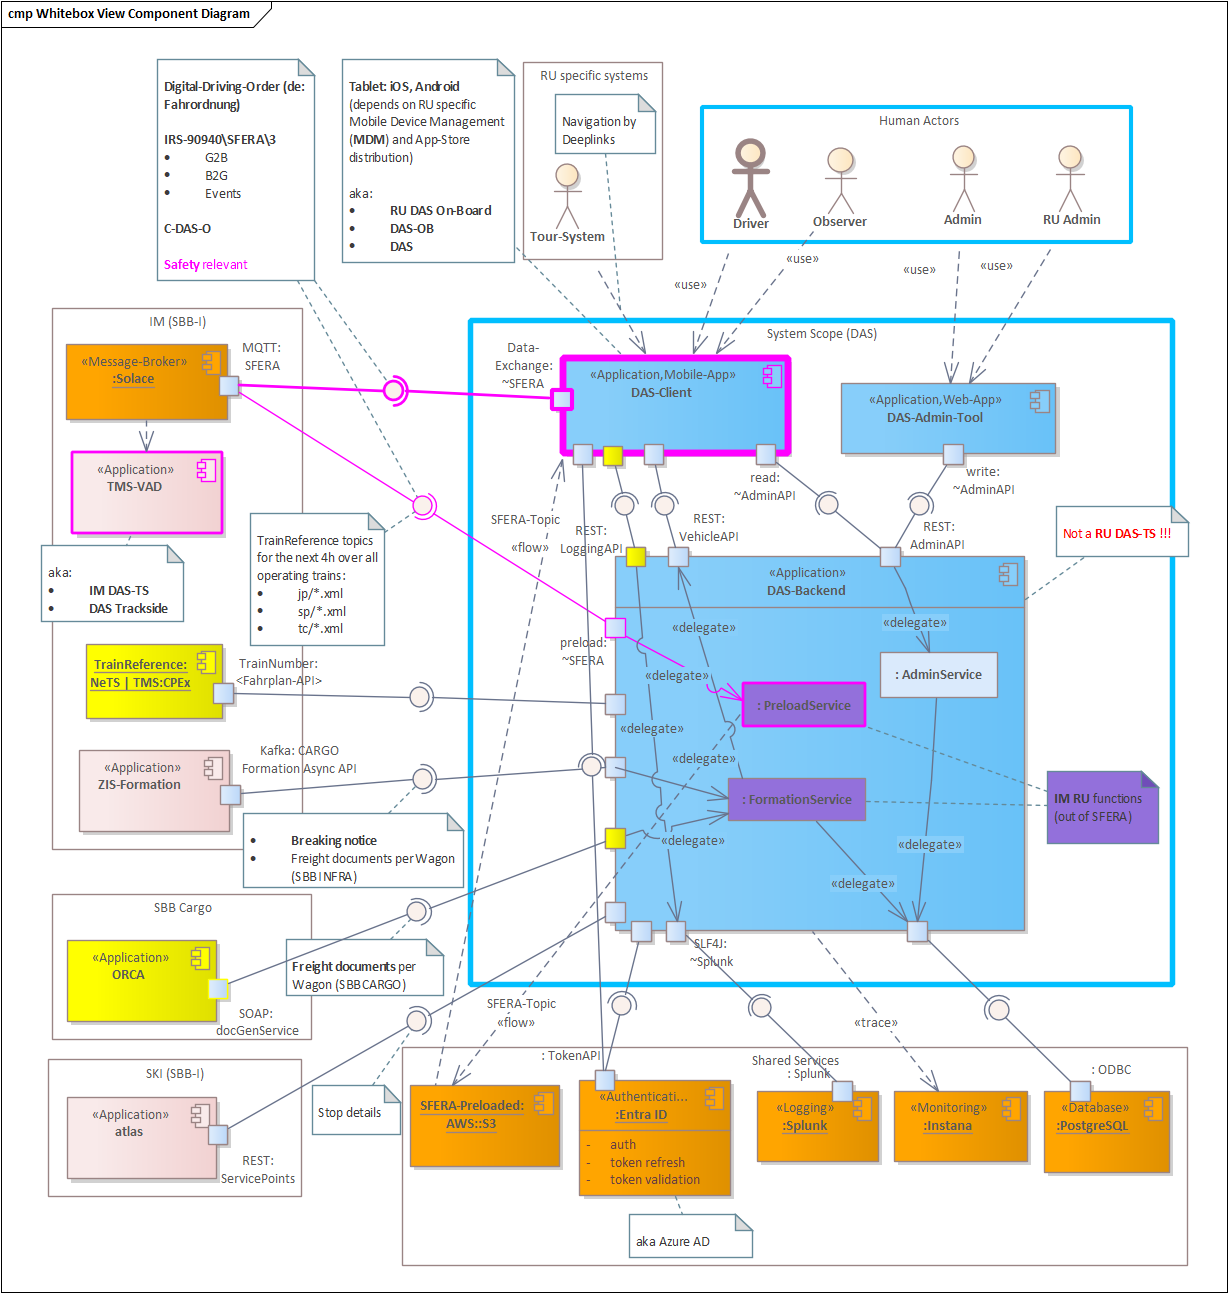 cmp Whitebox View Component Diagram
Digital-Driving-Order (de:
Fahrordnung)
IRS-90940\SFERA\3
• G2B
• B2G
• Events
C-DAS-O
Safety relevant
Tablet: iOS, Android
(depends on RU specific
Mobile Device Management
(MDM) and App-Store
distribution)
aka:
• RU DAS On-Board
• DAS-OB
• DAS
RU specific systems
Navigation by
Deeplinks
Tour-System
Human Actors
Driver
Observer
Admin
RU Admin
«use»
«use»
«use»
«use»
IM (SBB-I)
«Message-Broker»
:Solace
MQTT:
SFERA
«Application»
TMS-VAD
aka:
• IM DAS-TS
• DAS Trackside
TrainReference topics
for the next 4h over all
operating trains:
• jp/*.xml
• sp/*.xml
• tc/*.xml
TrainReference:
NeTS | TMS:CPEx
TrainNumber:
<Fahrplan-API>
«Application»
ZIS-Formation
Kafka: CARGO
Formation Async API
• Breaking notice
• Freight documents per Wagon
(SBB INFRA)
System Scope (DAS)
Data-
Exchange:
~SFERA
«Application,Mobile-App»
DAS-Client
«Application,Web-App»
DAS-Admin-Tool
read:
~AdminAPI
write:
~AdminAPI
SFERA-Topic
«flow»
REST:
LoggingAPI
REST:
VehicleAPI
REST:
AdminAPI
Not a RU DAS-TS !!!
«Application»
DAS-Backend
preload:
~SFERA
«delegate»
«delegate»
«delegate»
: AdminService
: PreloadService
«delegate»
«delegate»
: FormationService
IM RU functions
(out of SFERA)
«delegate»
«delegate»
«delegate»
SLF4J:
~Splunk
SBB Cargo
«Application»
ORCA
SOAP:
docGenService
Freight documents per
Wagon (SBB CARGO)
SFERA-Topic
«flow»
«trace»
SKI (SBB-I)
«Application»
atlas
REST:
ServicePoints
Stop details
: TokenAPI
Shared Services
: Splunk
: ODBC
SFERA-Preloaded:
AWS::S3
«Authenticati...
:Entra ID
- auth
- token refresh
- token validation
«Logging»
:Splunk
«Monitoring»
:Instana
«Database»
:PostgreSQL
aka Azure AD